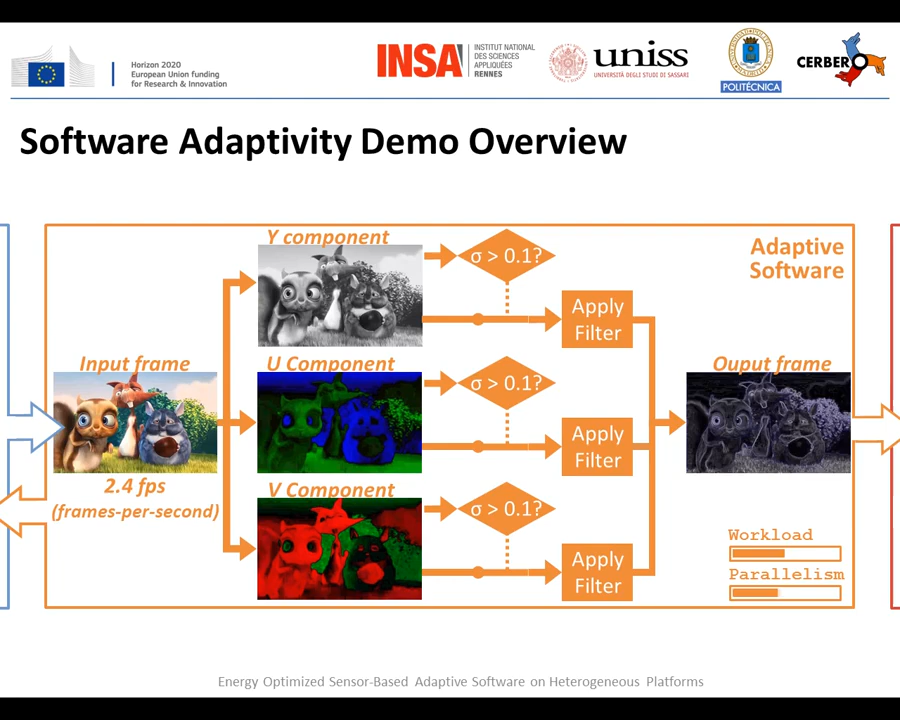 Horizon 2020
European Union funding
for Research & Innovation
INSA
INSTITUT NATIONAL
DES SCIENCES
APPLIQUÉES
RENNES
uniss
UNIVERSITÀ DEGLI STUDI DI SASSARI
POLITÉCNICA
CERBERO
Software Adaptivity Demo Overview
Adaptive
Software
Y component
σ > 0.1?
Apply
Filter
Input frame
2.4 fps
(frames-per-second)
U Component
σ > 0.1?
Apply
Filter
Ouput frame
V Component
σ > 0.1?
Apply
Filter
Workload
Parallelism
Energy Optimized Sensor-Based Adaptive Software on Heterogeneous Platforms